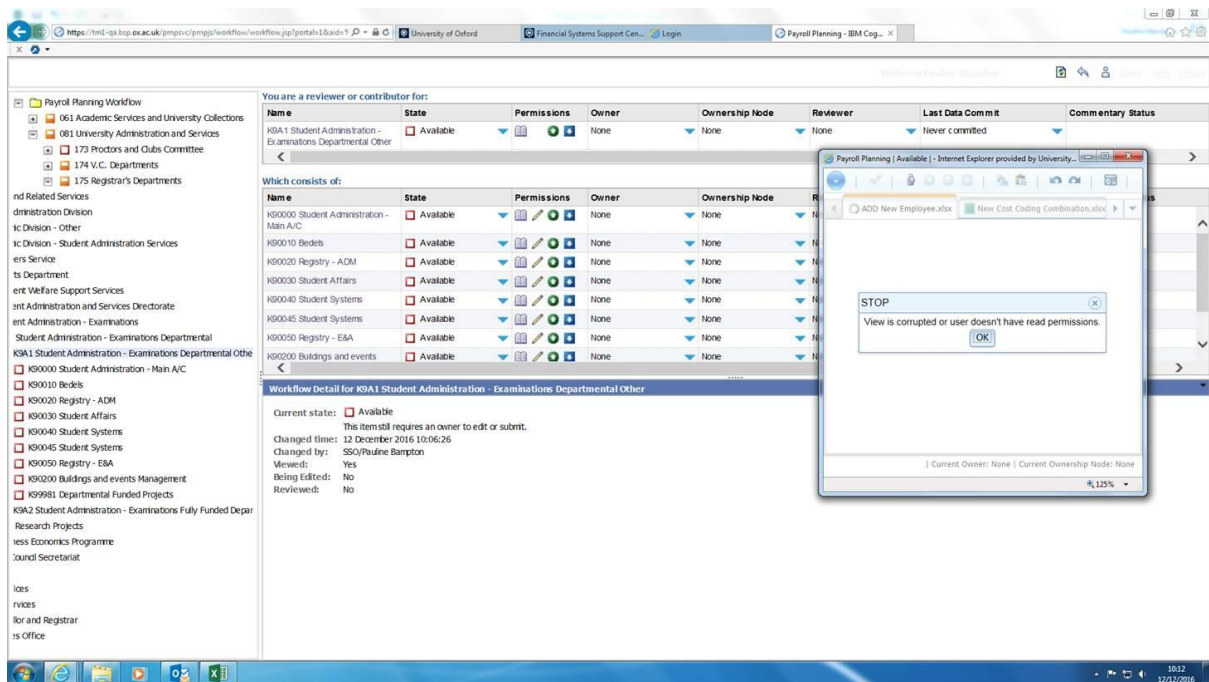 https://tm1-qa.bsp.ox.ac.uk/pmpsvc/pmpjs/workflow/workflow.jsp?portal=1&aid=
University of Oxford
Financial Systems Support Cen...
Login
Payroll Planning - IBM Cog...
Payroll Planning Workflow
061 Academic Services and University Collections
081 University Administration and Services
173 Proctors and Clubs Committee
174 V.C. Departments
175 Registrar's Departments
nd Related Services
dministration Division
ic Division - Other
ic Division - Student Administration Services
ers Service
ts Department
ent Welfare Support Services
ent Administration and Services Directorate
ent Administration - Examinations
Student Administration - Examinations Departmental
K9A1 Student Administration - Examinations Departmental Othe
K90000 Student Administration - Main A/C
K90010 Bedels
K90020 Registry - ADM
K90030 Student Affairs
K90040 Student Systems
K90045 Student Systems
K90050 Registry - E&A
K90200 Buildings and events Management
K99981 Departmental Funded Projects
K9A2 Student Administration - Examinations Fully Funded Depar
Research Projects
ness Economics Programme
Council Secretariat
ices
rvices
llor and Registrar
es Office
You are a reviewer or contributor for:
Name State Permissions Owner Ownership Node Reviewer Last Data Commit Commentary Status
K9A1 Student Administration - Available None None None Never committed
Examinations Departmental Other
Which consists of:
Name State Permissions Owner Ownership Node
K90000 Student Administration - Available None None
Main A/C
K90010 Bedels Available None None
K90020 Registry - ADM Available None None
K90030 Student Affairs Available None None
K90040 Student Systems Available None None
K90045 Student Systems Available None None
K90050 Registry - E&A Available None None
K90200 Buildings and events Available None None
Workflow Detail for K9A1 Student Administration - Examinations Departmental Other
Current state: Available
This item still requires an owner to edit or submit.
Changed time: 12 December 2016 10:06:26
Changed by: SSO/Pauline Bampton
Viewed: Yes
Being Edited: No
Reviewed: No
Payroll Planning | Available | - Internet Explorer provided by University...
ADD New Employee.xlsx New Cost Coding Combination.xlsx
STOP
View is corrupted or user doesn't have read permissions.
OK
| Current Owner: None | Current Ownership Node: None
125%
10:12
12/12/2016